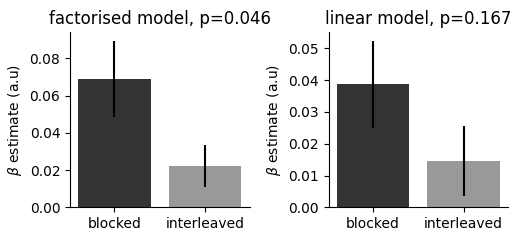 factorised model, p=0.046
β estimate (a.u)
0.08
0.06
0.04
0.02
0.00
blocked
interleaved
linear model, p=0.167
β estimate (a.u)
0.05
0.04
0.03
0.02
0.01
0.00
blocked
interleaved